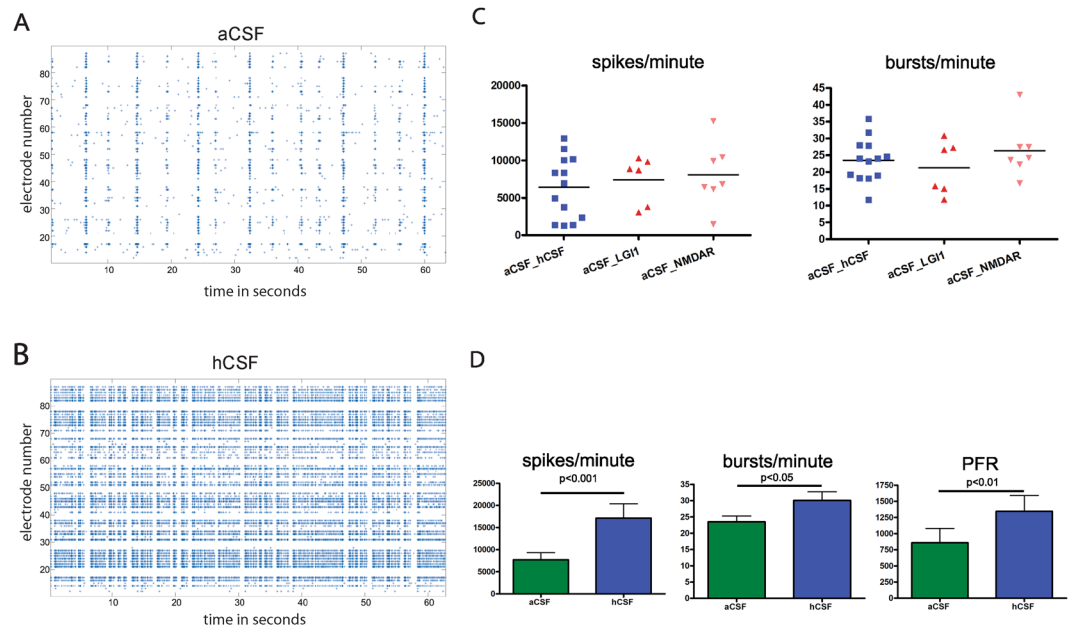 A
aCSF
electrode number
80
70
60
50
40
30
20
10
20
30
40
50
60
time in seconds
B
hCSF
electrode number
80
70
60
50
40
30
20
10
20
30
40
50
60
time in seconds
C
spikes/minute
20000
15000
10000
5000
0
aCSF_hCSF
aCSF_LGI1
aCSF_NMDAR
bursts/minute
45
40
35
30
25
20
15
10
5
0
aCSF_hCSF
aCSF_LGI1
aCSF_NMDAR
D
spikes/minute
p<0.001
25000
20000
15000
10000
5000
0
aCSF
hCSF
bursts/minute
p<0.05
35
30
25
20
15
10
5
0
aCSF
hCSF
PFR
p<0.01
1750
1500
1250
1000
750
500
250
0
aCSF
hCSF